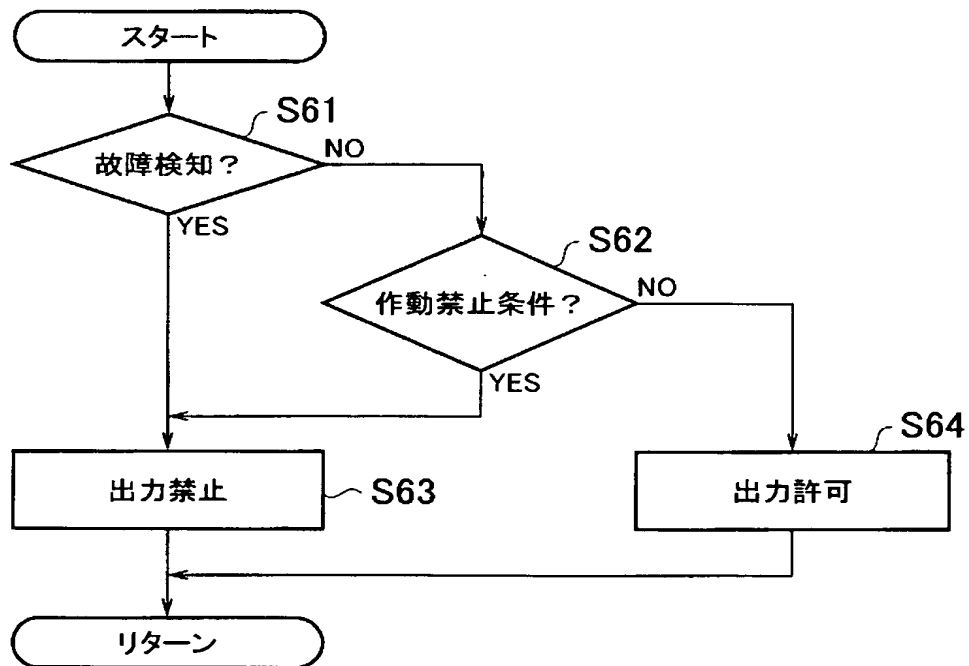 スタート
S61
故障検知？
NO
YES
S62
作動禁止条件？
NO
YES
S64
出力禁止
S63
出力許可
リターン